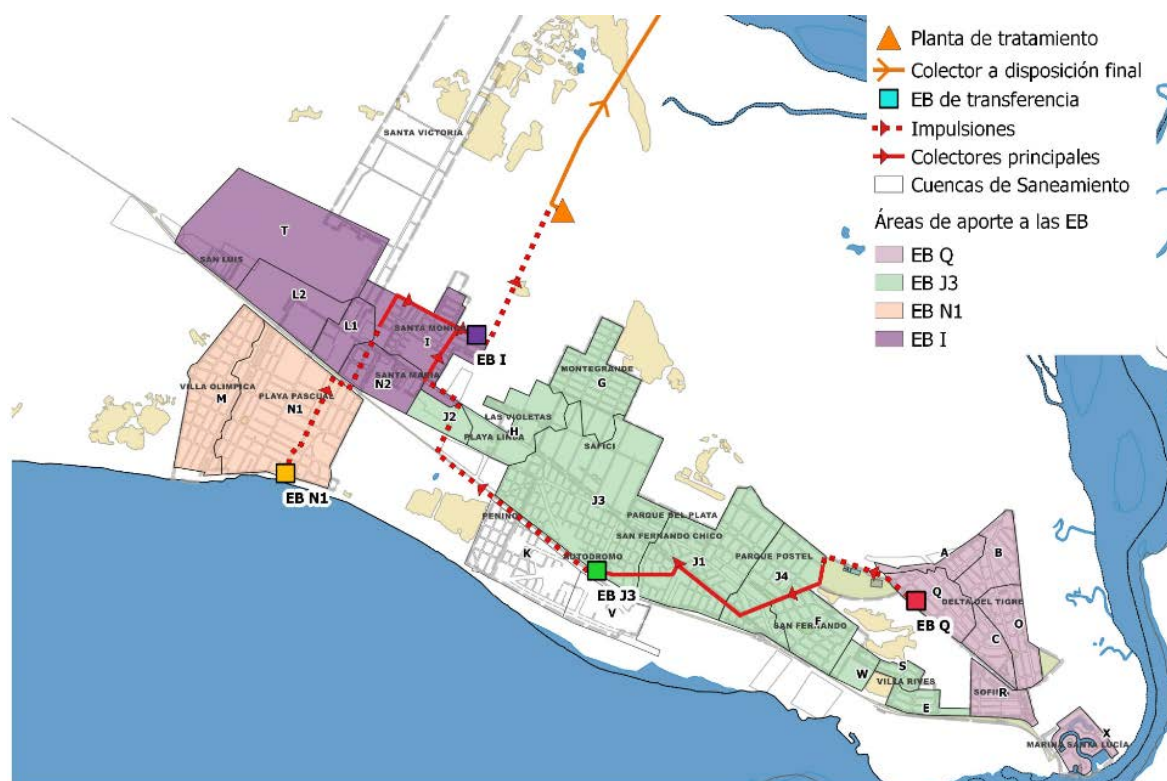 Planta de tratamiento
Colector a disposición final
EB de transferencia
Impulsiones
Colectores principales
Cuencas de Saneamiento
Áreas de aporte a las EB
EB Q
EB J3
EB N1
EB I
SANTA VICTORIA
T
SAN LUIS
L2
L1
SANTA MONICA
I
EB I
SANTA MARIA
N2
VILLA OLIMPICA
M
PLAYA PASCUAL
N1
EB N1
MONTEGRANDE
G
LAS VIOLETAS
J2
H
PLAYA LINDA
SAFICI
J3
PENINO
PARQUE DEL PLATA
SAN FERNANDO CHICO
K
AUTODROMO
J1
PARQUE POSTEL
J4
EB J3
V
A
B
Q
DELTA DEL TIGRE
EB Q
O
C
SAN FERNANDO
F
S
W
VILLA RIVES
E
R
X
MARINA SANTA LUCÍA